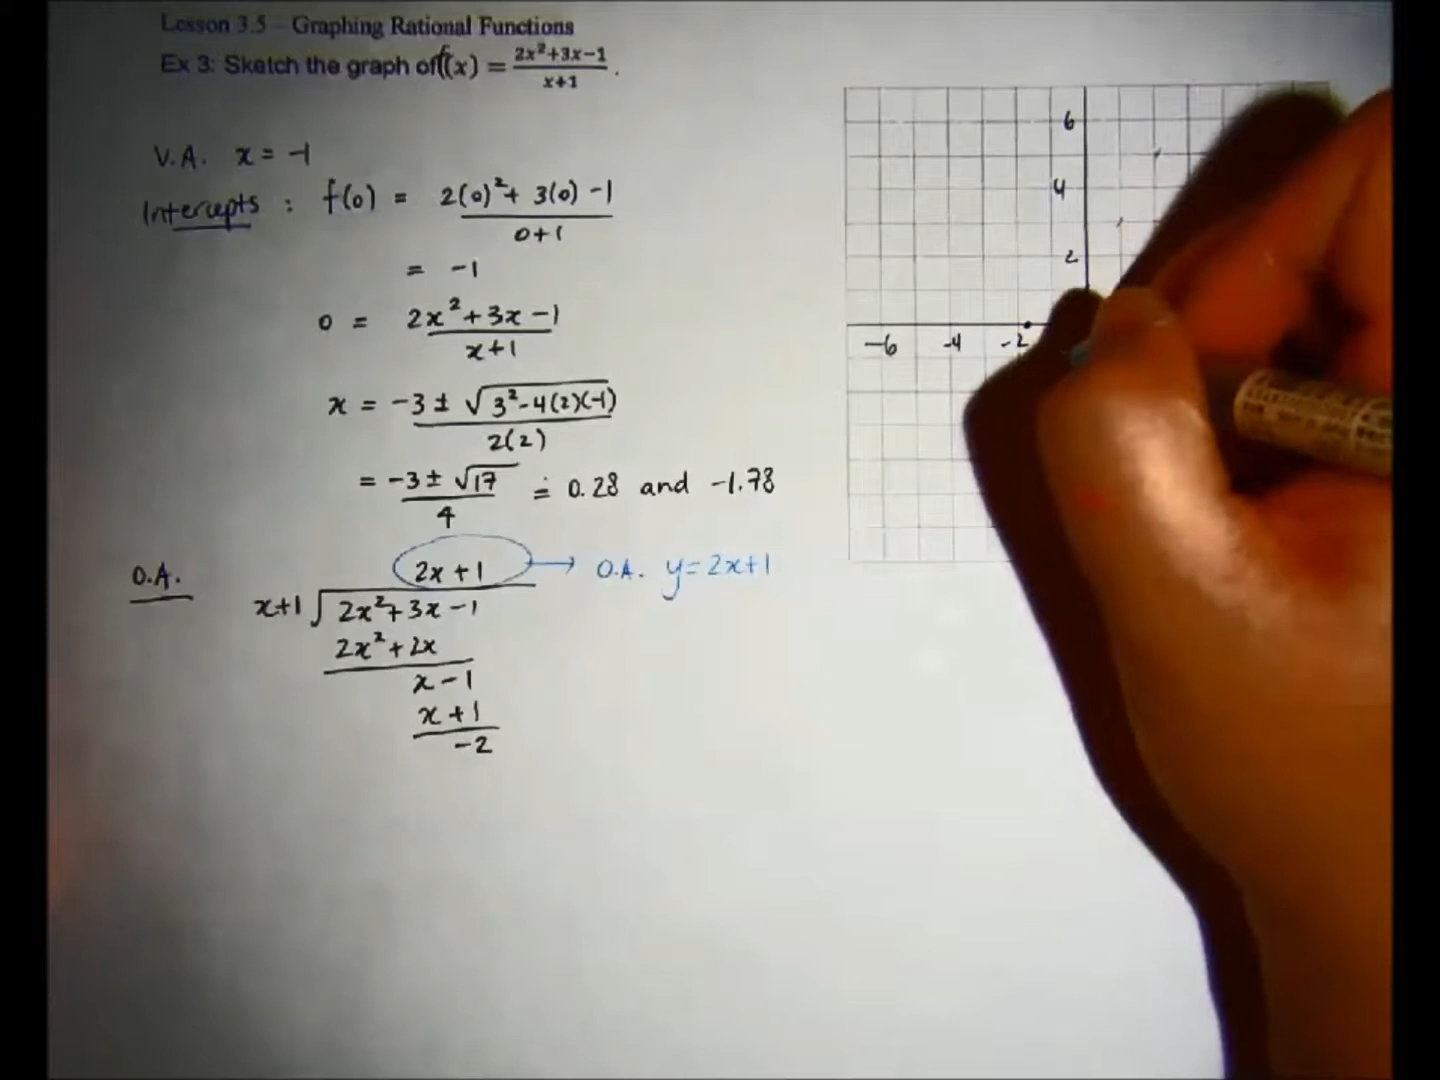 Lesson 3.5 – Graphing Rational Functions
Ex 3: Sketch the graph of f(x) = 2x²+3x−1 / x+1 .
V.A. x = -1
Intercepts : f(0) = 2(0)² + 3(0) - 1 / 0+1
= -1
0 = 2x² + 3x - 1 / x+1
x = -3 ± √3²-4(2)(-1) / 2(2)
= -3 ± √17 / 4 ≐ 0.28 and -1.78
O.A.
2x + 1 → O.A. y = 2x+1
x+1 √ 2x²+3x-1
2x²+2x
x-1
x+1
-2
6
4
2
-6 -4 -2